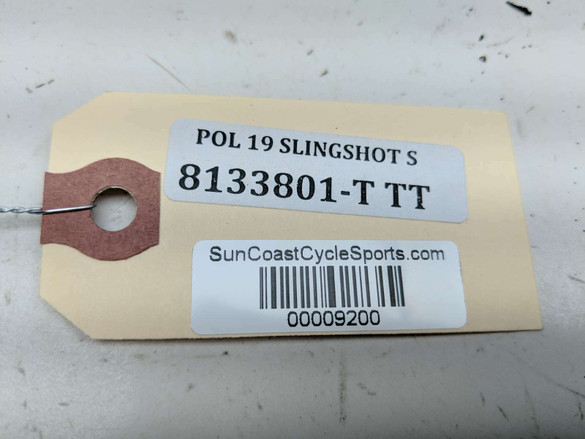 POL 19 SLINGSHOT S
8133801-T TT
SunCoastCycleSports.com
00009200